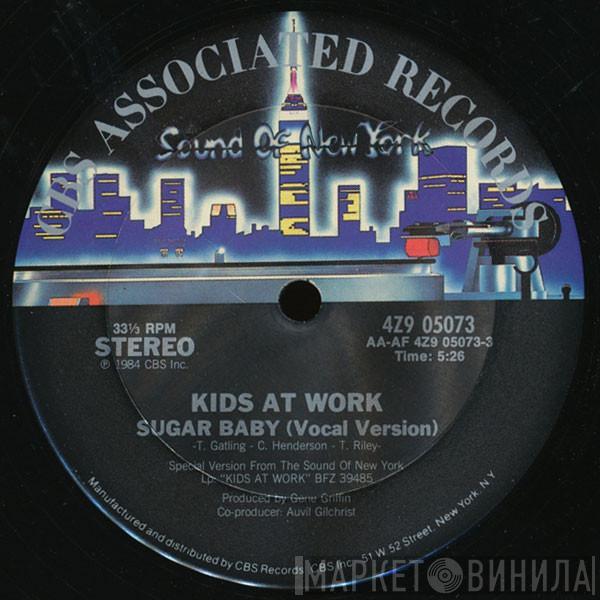 CBS ASSOCIATED RECORDS
Sound Of New York
33⅓ RPM
STEREO
℗ 1984 CBS Inc.
4Z9 05073
AA-AF 4Z9 05073-3
Time: 5:26
KIDS AT WORK
SUGAR BABY (Vocal Version)
-T. Gatling - C. Henderson - T. Riley-
Special Version From The Sound Of New York
Lp: "KIDS AT WORK" BFZ 39485
Produced by Gene Griffin
Co-producer: Auvil Gilchrist
Manufactured and distributed by CBS Records, CBS Inc. 51 W 52 Street, New York, N.Y.
МАРКЕТ ВИНИЛА